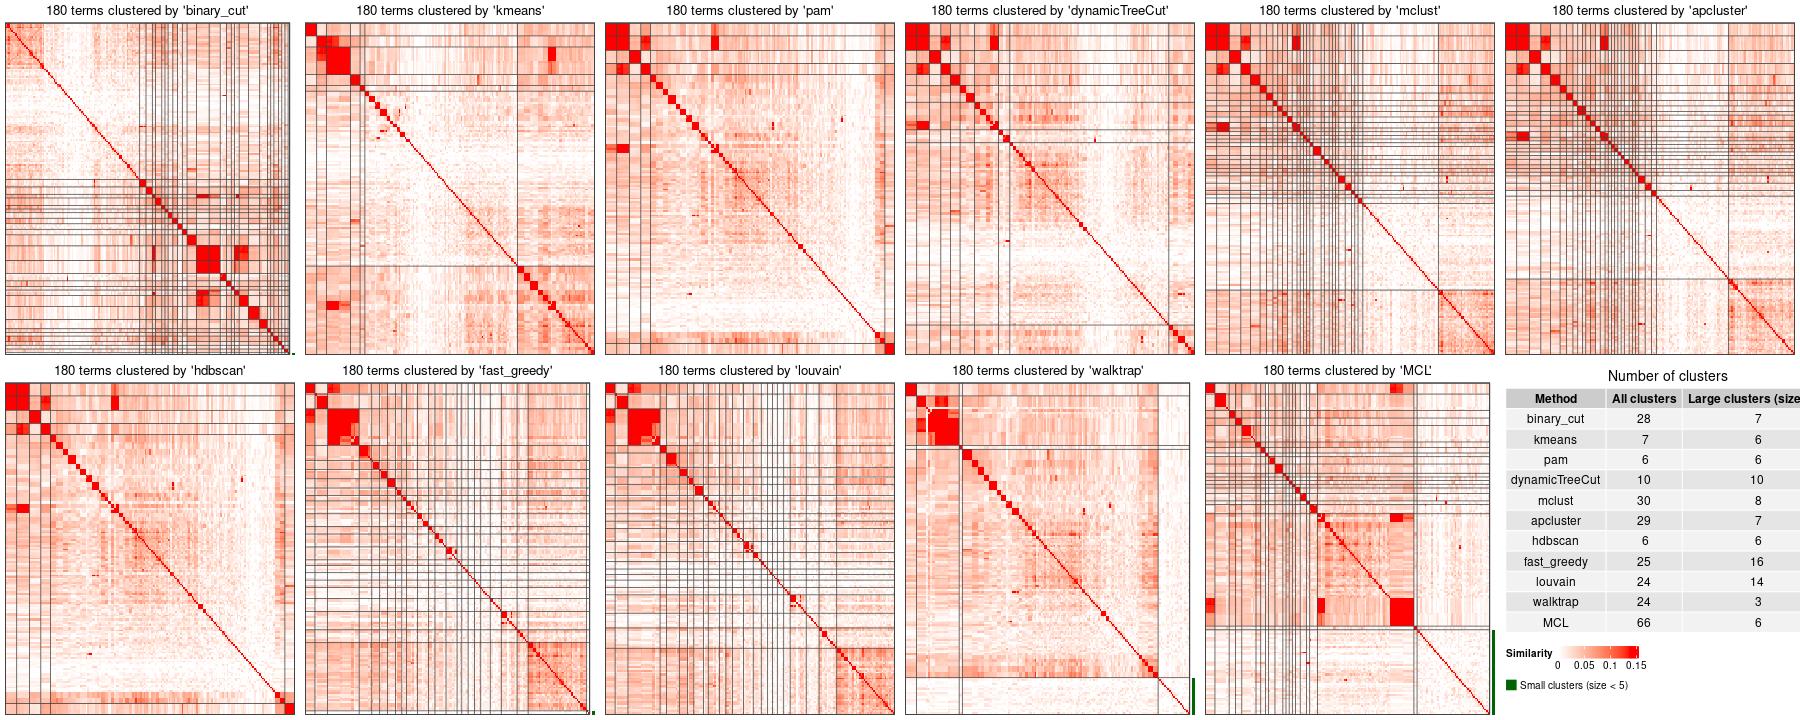 180 terms clustered by 'binary_cut'
180 terms clustered by 'kmeans'
180 terms clustered by 'pam'
180 terms clustered by 'dynamicTreeCut'
180 terms clustered by 'mclust'
180 terms clustered by 'apcluster'
180 terms clustered by 'hdbscan'
180 terms clustered by 'fast_greedy'
180 terms clustered by 'louvain'
180 terms clustered by 'walktrap'
180 terms clustered by 'MCL'
Number of clusters
Method All clusters Large clusters (size
binary_cut 28 7
kmeans 7 6
pam 6 6
dynamicTreeCut 10 10
mclust 30 8
apcluster 29 7
hdbscan 6 6
fast_greedy 25 16
louvain 24 14
walktrap 24 3
MCL 66 6
Similarity
0 0.05 0.1 0.15
Small clusters (size < 5)